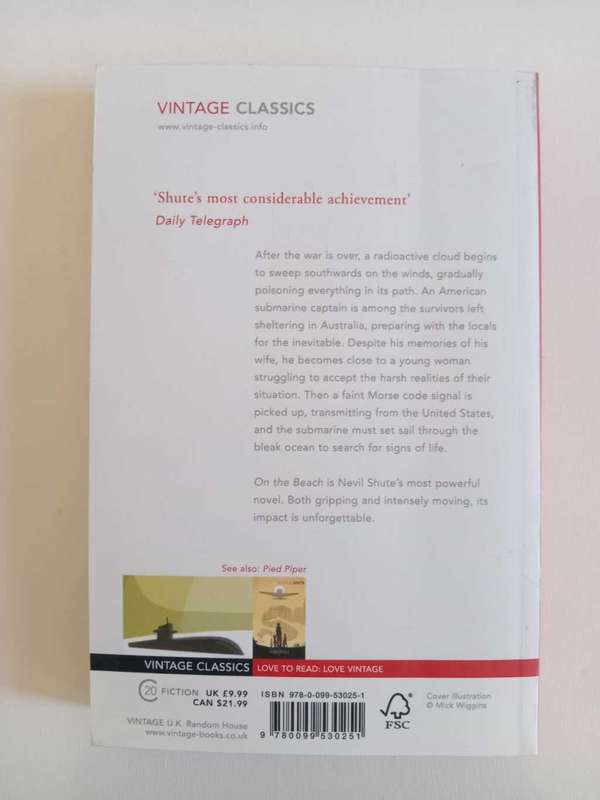 VINTAGE CLASSICS
www.vintage-classics.info
‘Shute’s most considerable achievement’
Daily Telegraph
After the war is over, a radioactive cloud begins
to sweep southwards on the winds, gradually
poisoning everything in its path. An American
submarine captain is among the survivors left
sheltering in Australia, preparing with the locals
for the inevitable. Despite his memories of his
wife, he becomes close to a young woman
struggling to accept the harsh realities of their
situation. Then a faint Morse code signal is
picked up, transmitting from the United States,
and the submarine must set sail through the
bleak ocean to search for signs of life.
On the Beach is Nevil Shute’s most powerful
novel. Both gripping and intensely moving, its
impact is unforgettable.
See also: Pied Piper
VINTAGE CLASSICS LOVE TO READ: LOVE VINTAGE
C20 FICTION UK £9.99
CAN $21.99
VINTAGE U.K. Random House
www.vintage-books.co.uk
ISBN 978-0-099-53025-1
9 780099 530251
FSC
Cover illustration
© Mick Wiggins